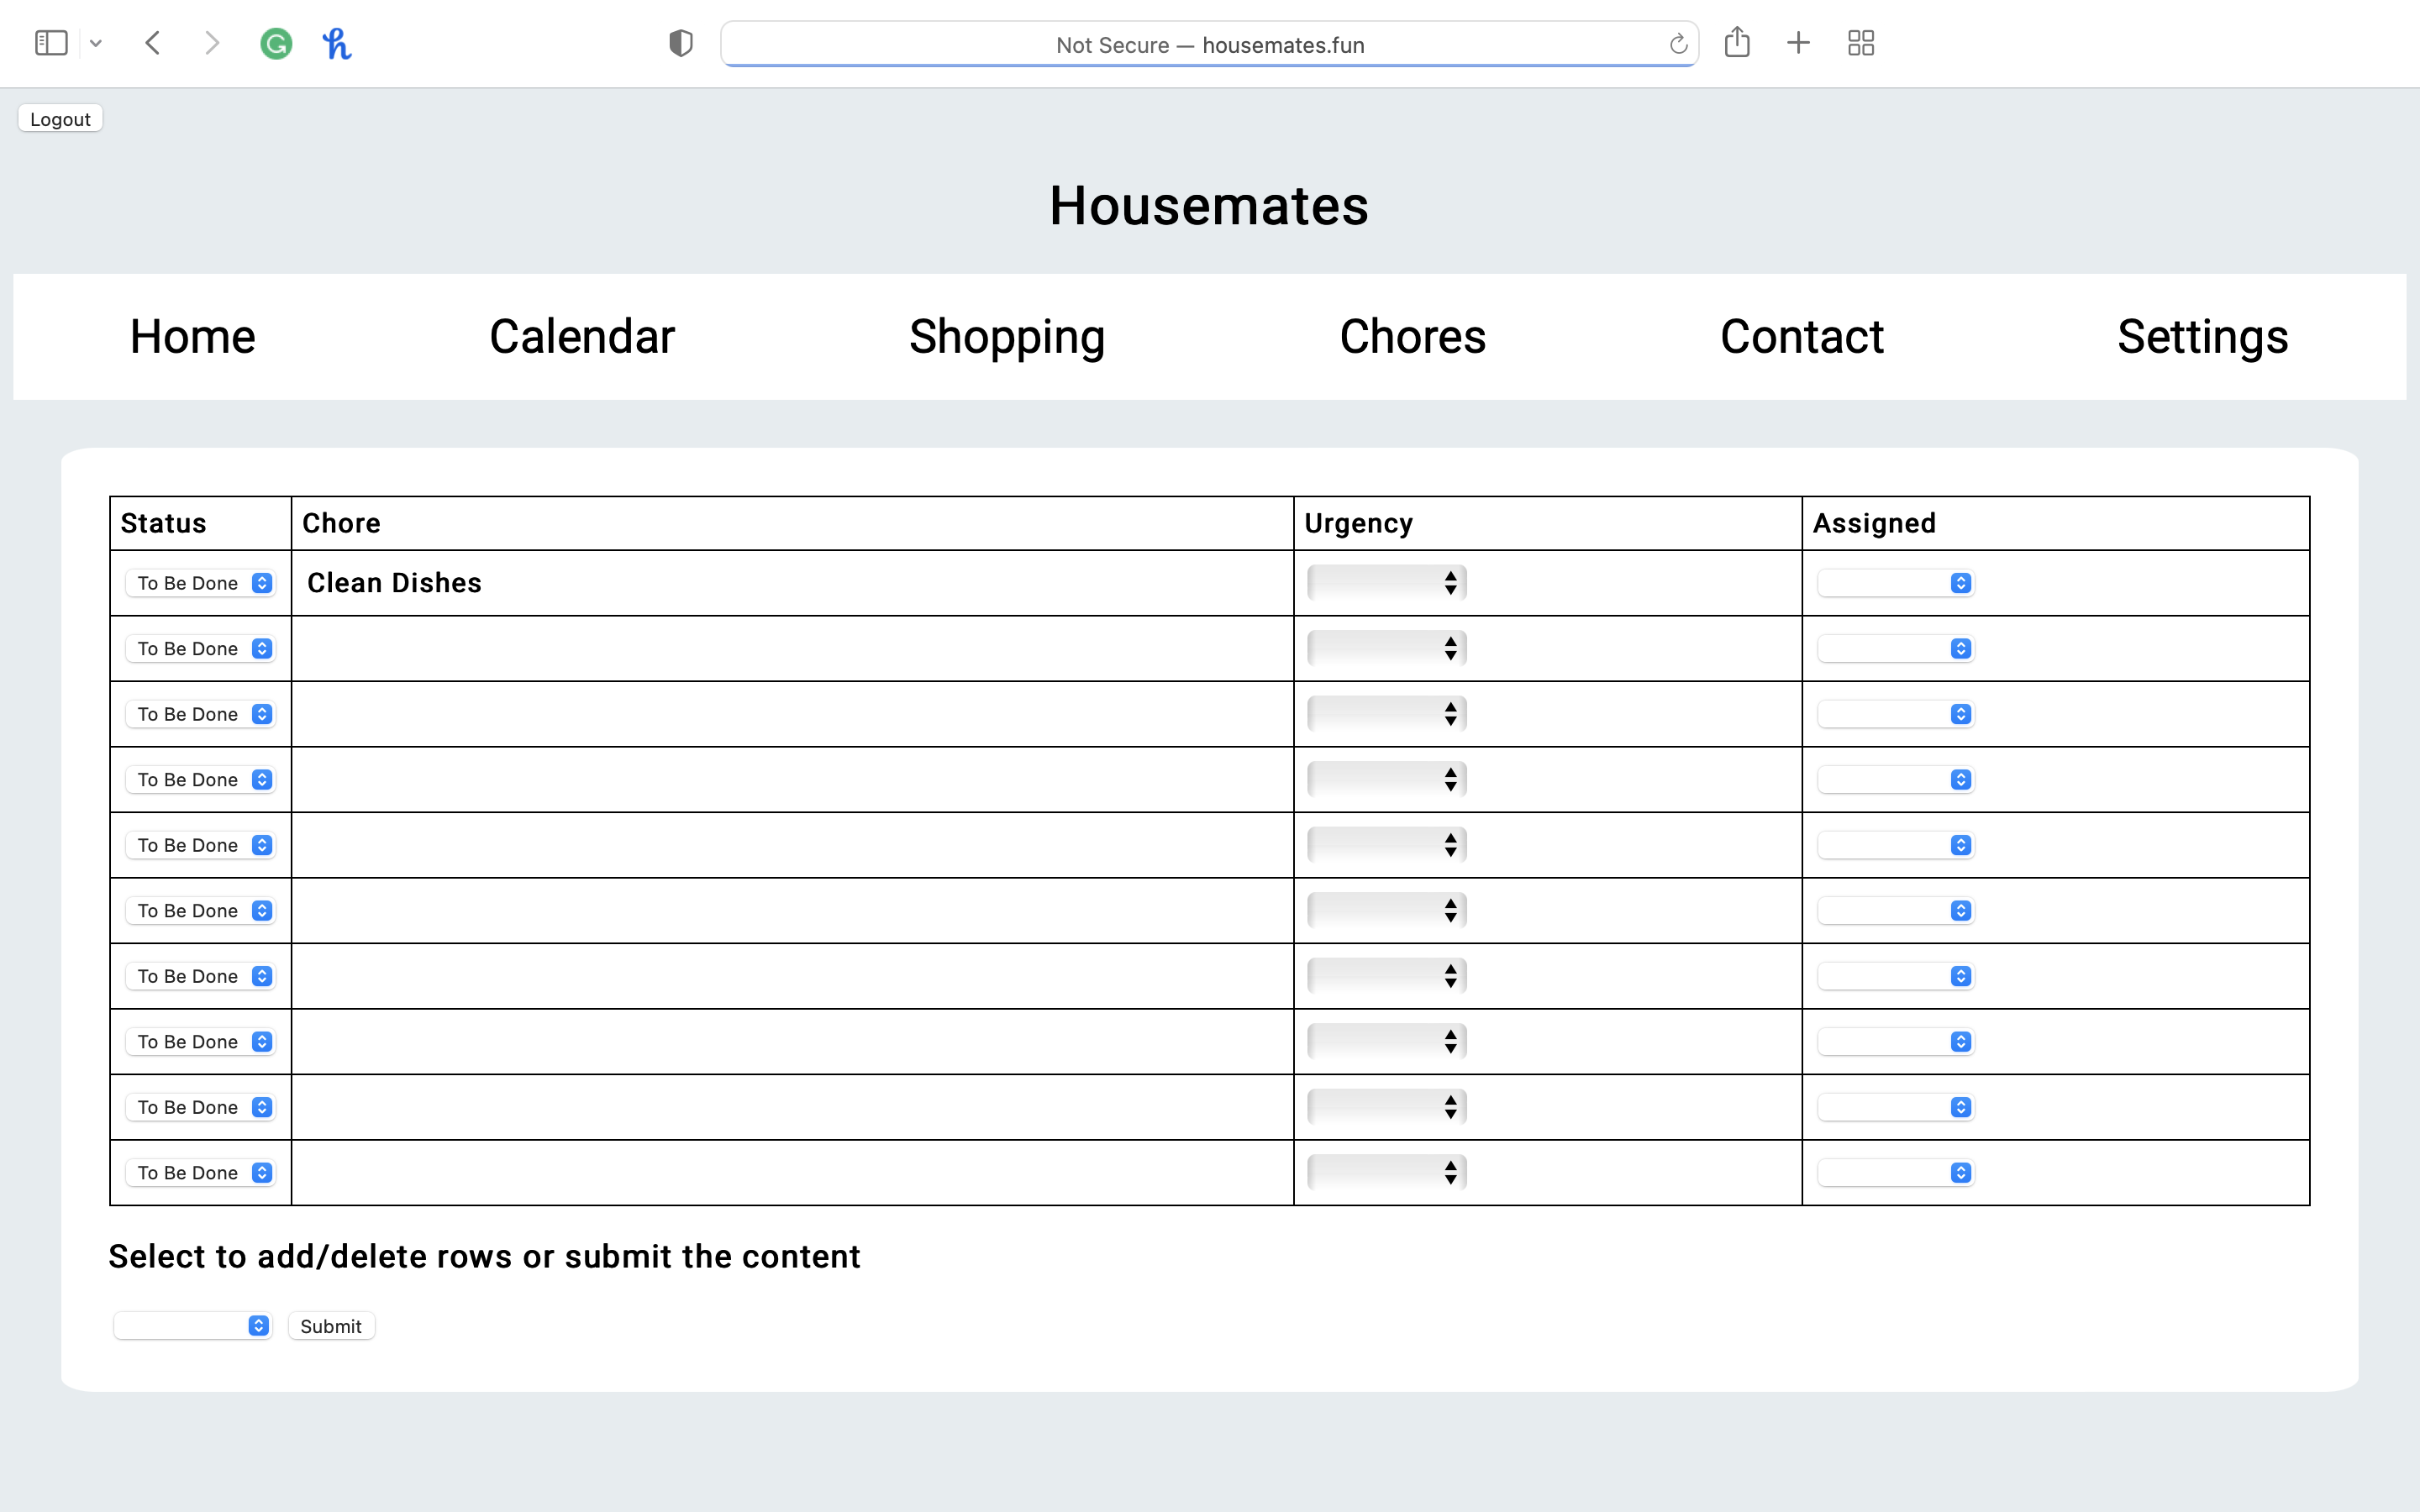 Not Secure — housemates.fun
Logout
Housemates
Home Calendar Shopping Chores Contact Settings
Status Chore Urgency Assigned
To Be Done Clean Dishes
To Be Done
To Be Done
To Be Done
To Be Done
To Be Done
To Be Done
To Be Done
To Be Done
To Be Done
Select to add/delete rows or submit the content
Submit